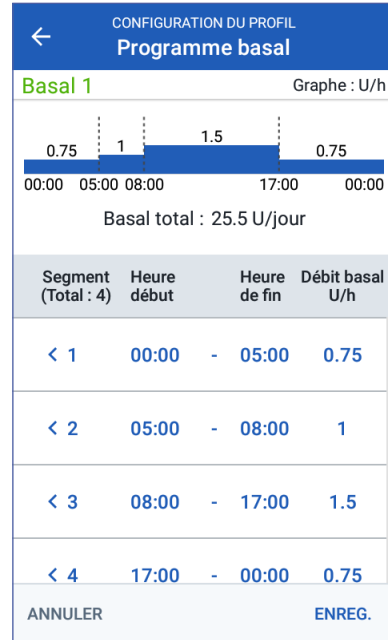 CONFIGURATION DU PROFIL
Programme basal
Basal 1 Graphe : U/h
0.75 1 1.5 0.75
00:00 05:00 08:00 17:00 00:00
Basal total : 25.5 U/jour
Segment Heure Heure Débit basal
(Total : 4) début de fin U/h
< 1 00:00 - 05:00 0.75
< 2 05:00 - 08:00 1
< 3 08:00 - 17:00 1.5
< 4 17:00 - 00:00 0.75
ANNULER ENREG.